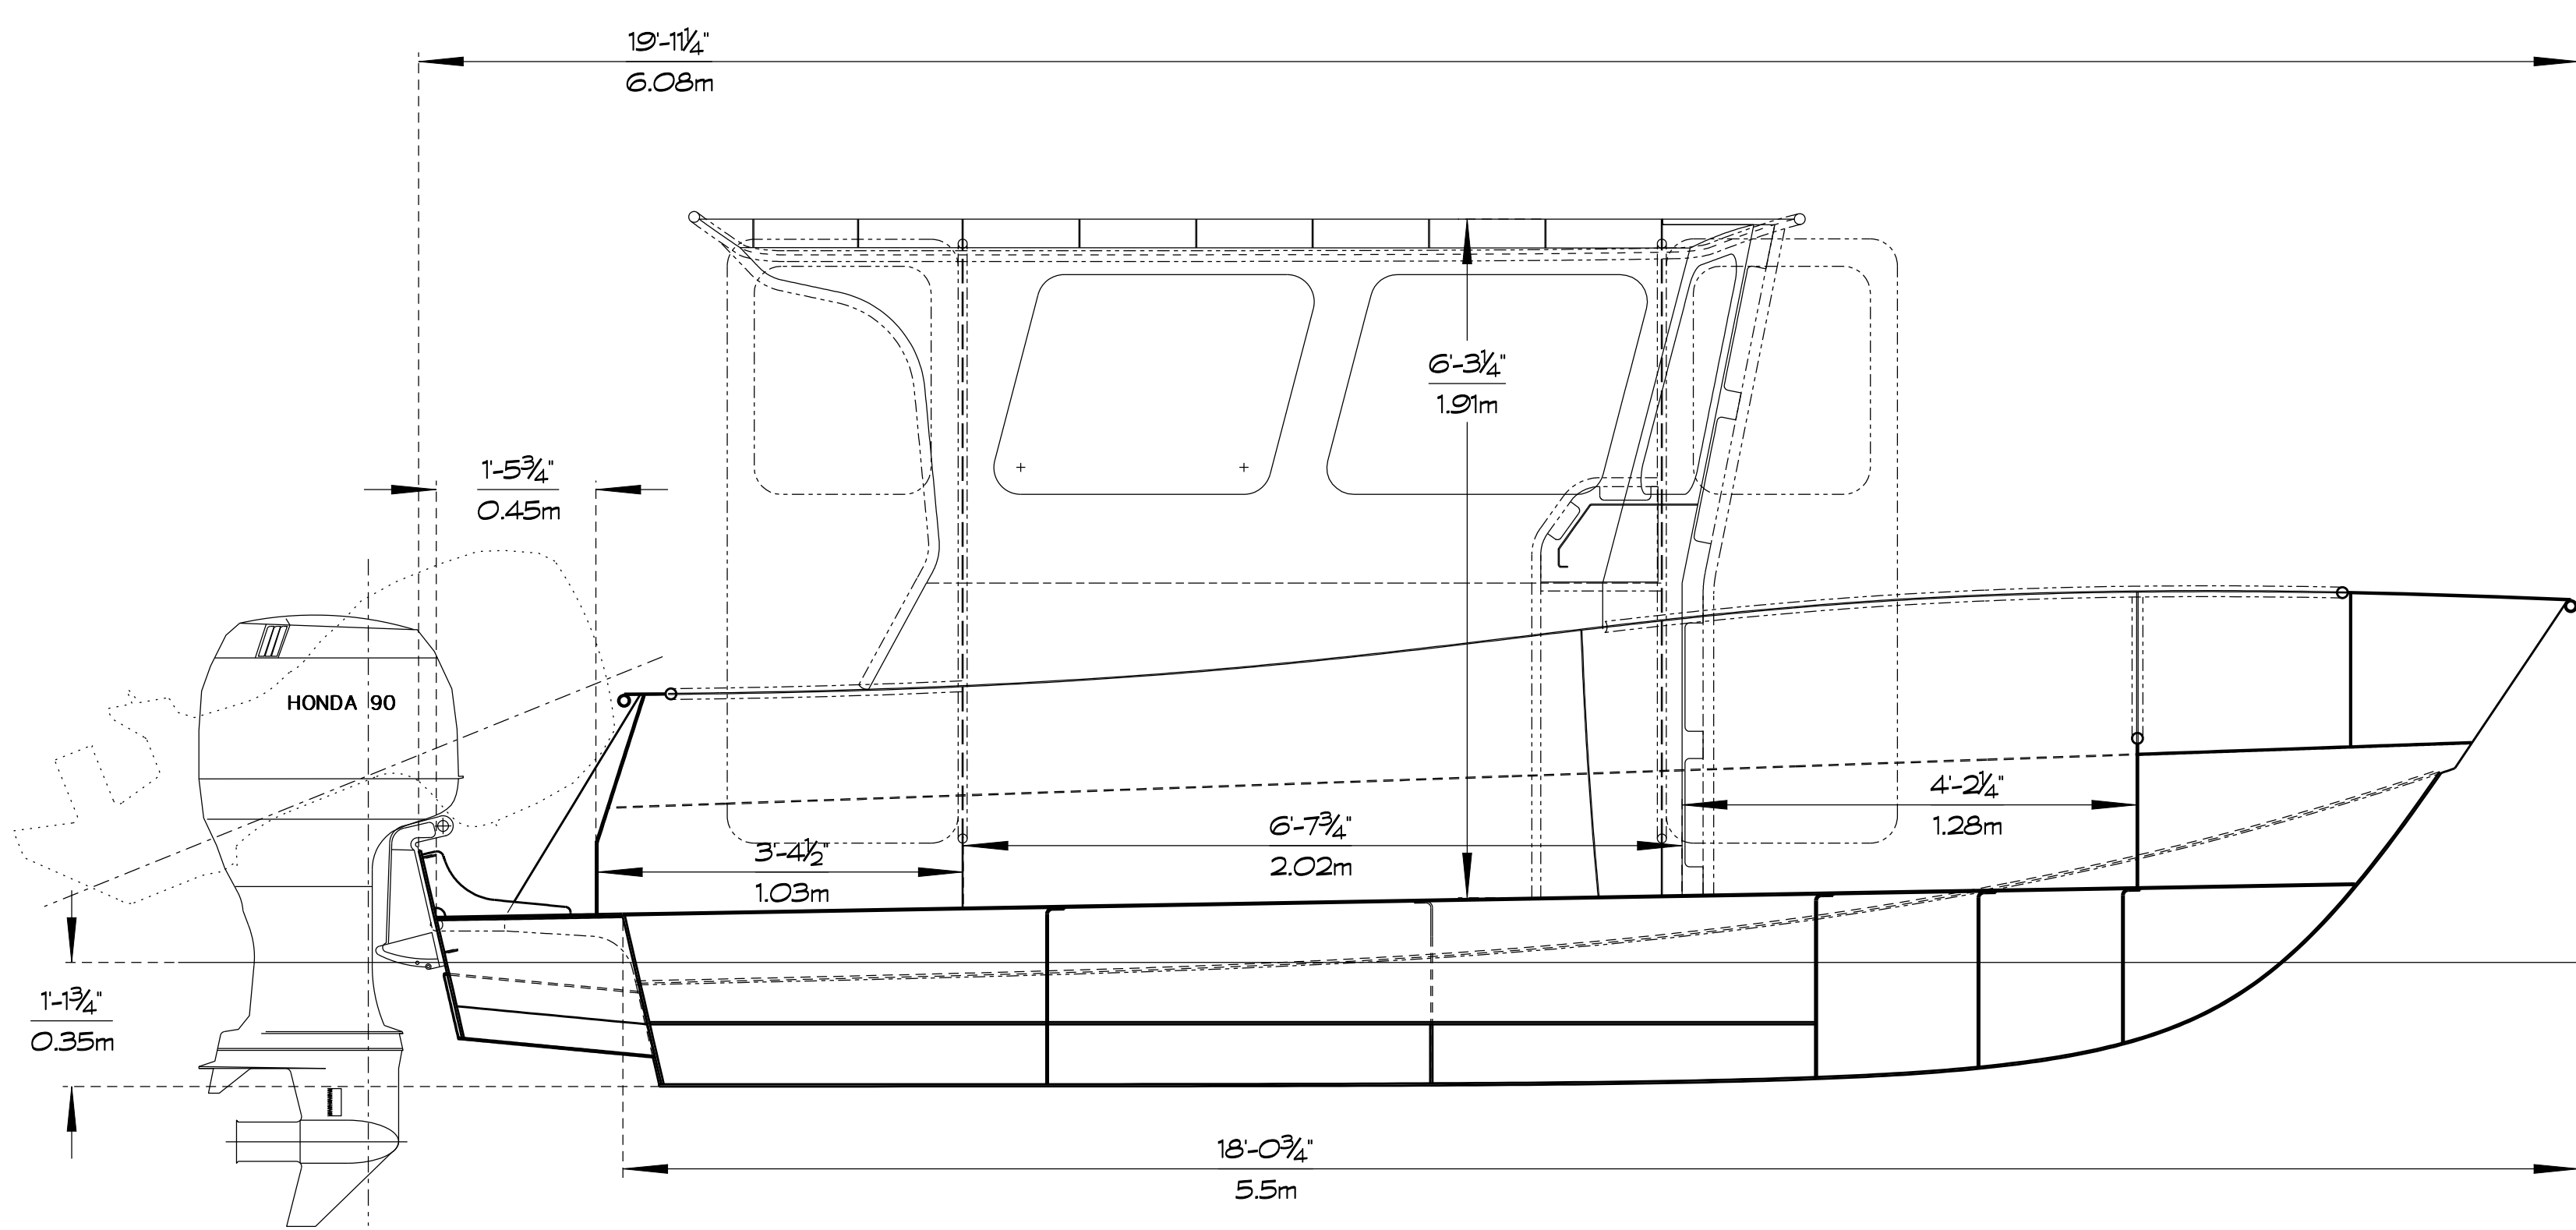 19'-11¼"
6.08m
6'-3¼"
1.91m
1'-5¾"
0.45m
HONDA 90
4'-2¼"
1.28m
6'-7¾"
2.02m
3'-4½"
1.03m
1'-1¾"
0.35m
18'-0¾"
5.5m